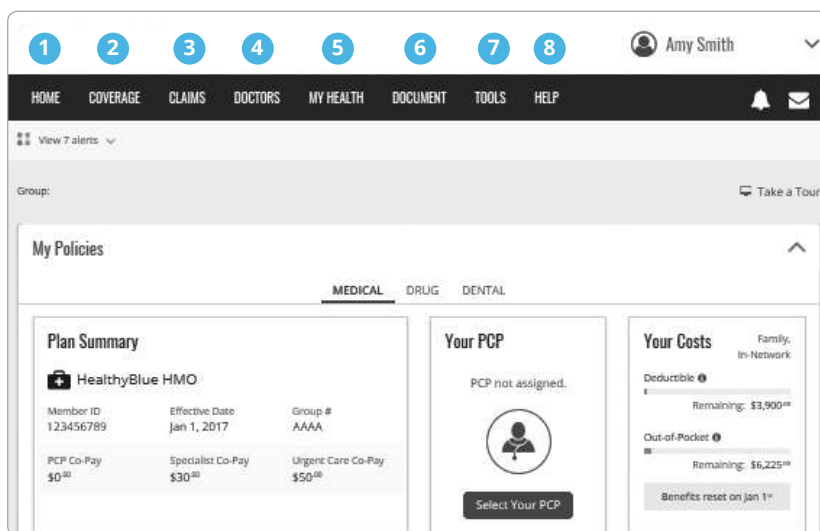 1 2 3 4 5 6 7 8
Amy Smith
HOME COVERAGE CLAIMS DOCTORS MY HEALTH DOCUMENT TOOLS HELP
View 7 alerts
Group:
Take a Tour
My Policies
MEDICAL DRUG DENTAL
Plan Summary
HealthyBlue HMO
Member ID Effective Date Group #
123456789 Jan 1, 2017 AAAA
PCP Co-Pay Specialist Co-Pay Urgent Care Co-Pay
$0.00 $30.00 $50.00
Your PCP
PCP not assigned.
Select Your PCP
Your Costs
Family,
In-Network
Deductible
Remaining: $3,900.00
Out-of-Pocket
Remaining: $6,225.00
Benefits reset on Jan 1st